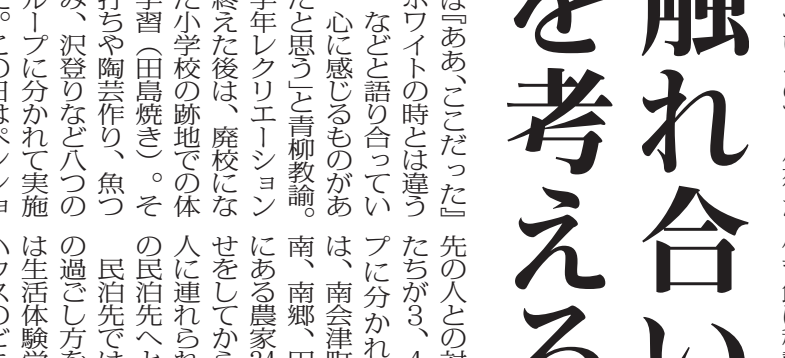 触れ合い
を考える
は『ああ、ここだった』
ホワイトの時とは違う
などと語り合ってい
心に感じるものがあ
たと思う」と青柳教諭。
学年レクリエーション
終えた後は、廃校にな
た小学校の跡地での体
学習（田島焼き）。そ
打ちや陶芸作り、魚つ
み、沢登りなど八つの
ループに分かれて実施
。この日はペンショ
先の人との対
たちが3、4
プに分かれ
は、南会津町
南、南郷、田
にある農家34
せをしてから
人に連れられ
の民泊先へと
民泊先では
の過ごし方を
は生活体験学
ハウスのビニ